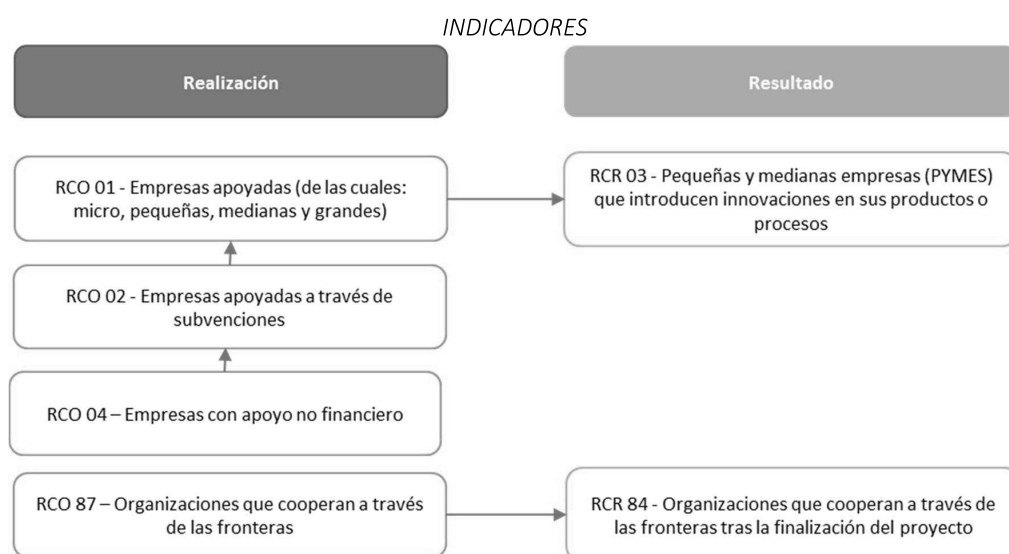 INDICADORES
Realización
Resultado
RCO 01 - Empresas apoyadas (de las cuales:
micro, pequeñas, medianas y grandes)
RCR 03 - Pequeñas y medianas empresas (PYMES)
que introducen innovaciones en sus productos o
procesos
RCO 02 - Empresas apoyadas a través de
subvenciones
RCO 04 – Empresas con apoyo no financiero
RCO 87 – Organizaciones que cooperan a través
de las fronteras
RCR 84 - Organizaciones que cooperan a través de
las fronteras tras la finalización del proyecto